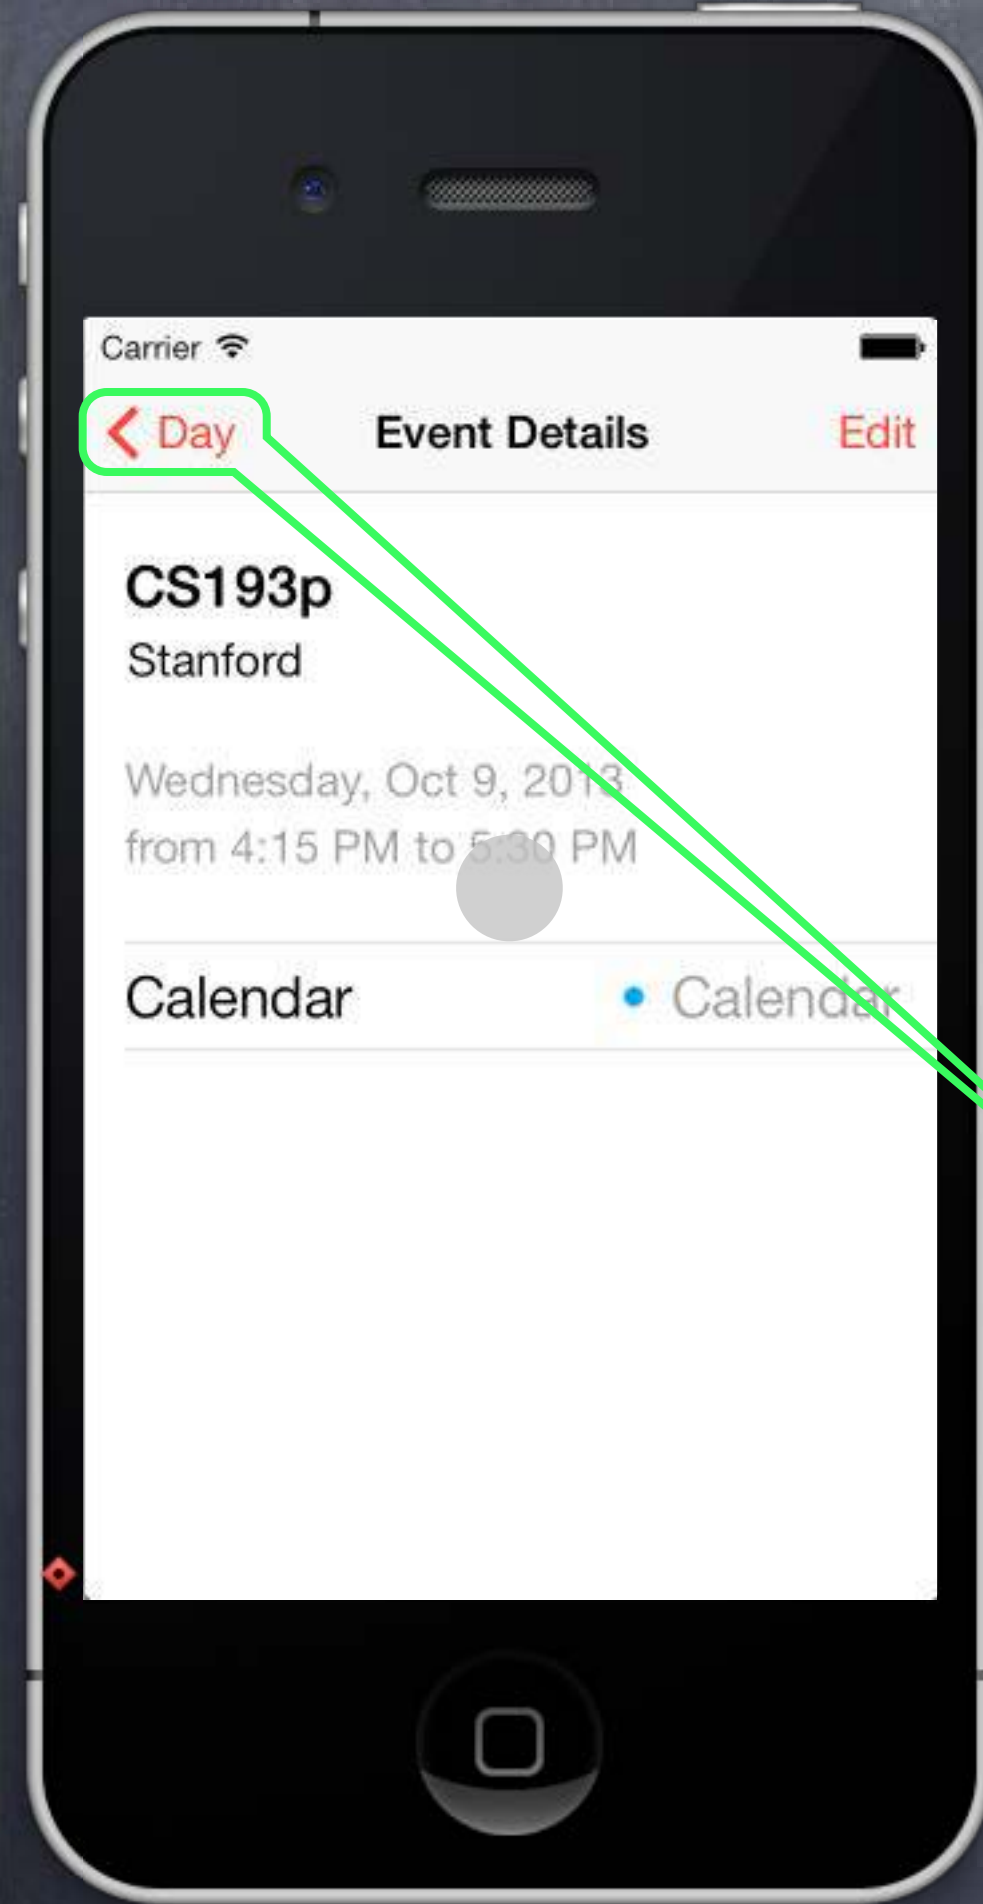 Carrier
Day Event Details Edit
CS193p
Stanford
Wednesday, Oct 9, 2013
from 4:15 PM to 5:30 PM
Calendar Calendar